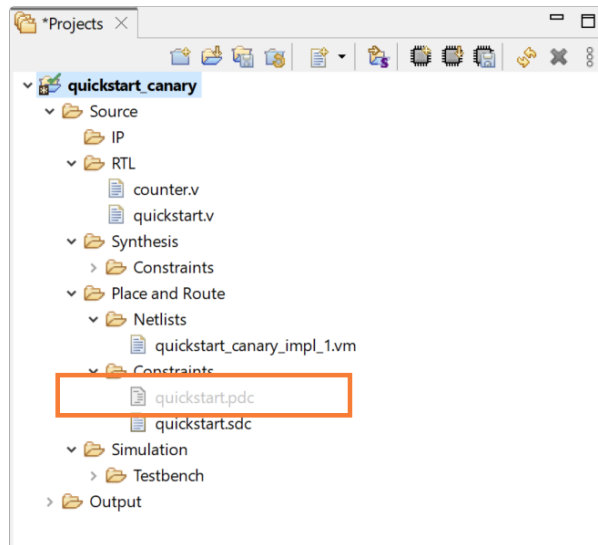 *Projects
quickstart_canary
Source
IP
RTL
counter.v
quickstart.v
Synthesis
Constraints
Place and Route
Netlists
quickstart_canary_impl_1.vm
Constraints
quickstart.pdc
quickstart.sdc
Simulation
Testbench
Output